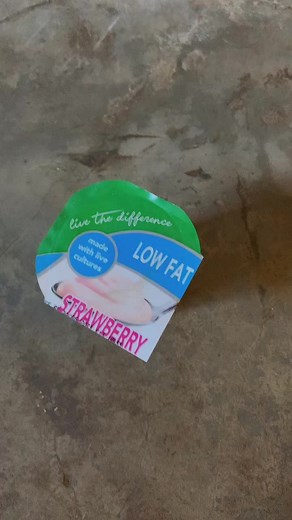 live the difference
made
with live
cultures
LOW FAT
STRAWBERRY